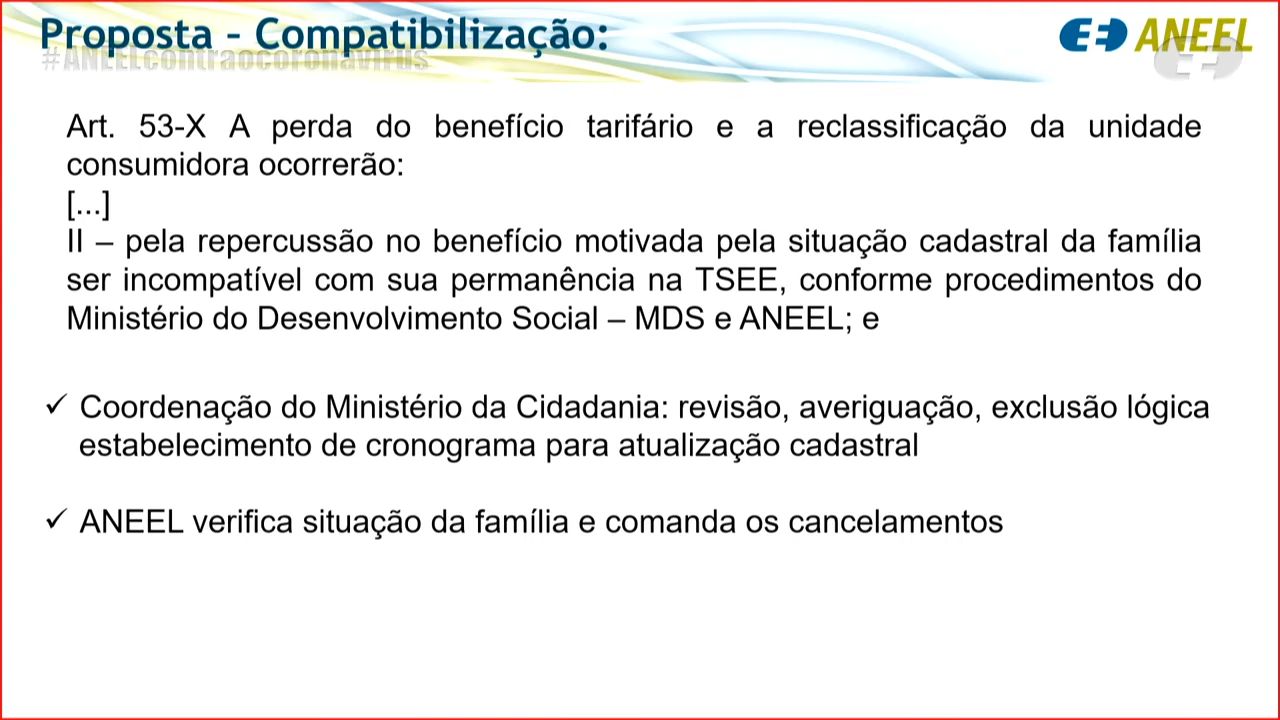 Proposta - Compatibilização:
#ANEELcontraocoronavírus
ANEEL
Art. 53-X A perda do benefício tarifário e a reclassificação da unidade
consumidora ocorrerão:
[...]
II – pela repercussão no benefício motivada pela situação cadastral da família
ser incompatível com sua permanência na TSEE, conforme procedimentos do
Ministério do Desenvolvimento Social – MDS e ANEEL; e
✓ Coordenação do Ministério da Cidadania: revisão, averiguação, exclusão lógica
estabelecimento de cronograma para atualização cadastral
✓ ANEEL verifica situação da família e comanda os cancelamentos